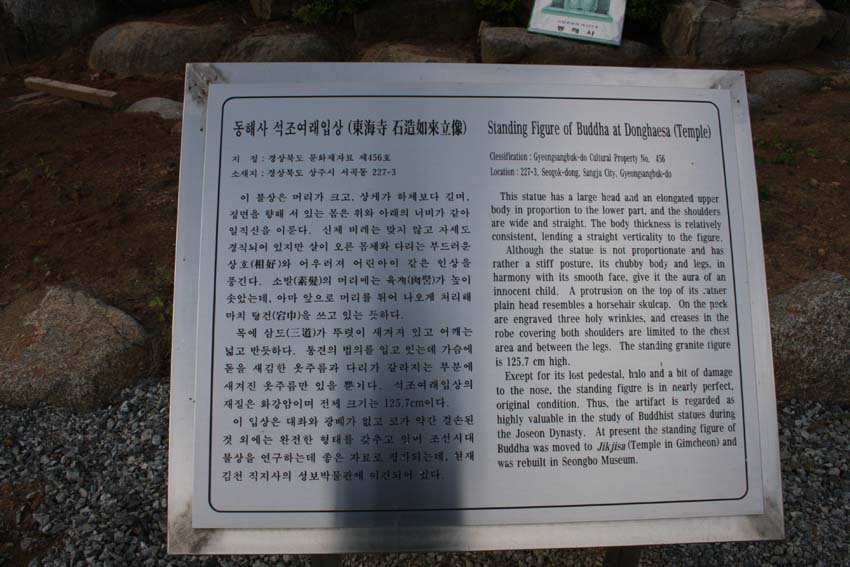 동해사
동해사 석조여래입상 (東海寺 石造如來立像)
지 정 : 경상북도 문화재자료 제456호
소재지 : 경상북도 상주시 서곡동 227-3
이 불상은 머리가 크고, 상체가 하체보다 길며,
정면을 향해 서 있는 몸은 위와 아래의 너비가 같아
일직선을 이룬다. 신체 비례는 맞지 않고 자세도
경직되어 있지만 살이 오른 몸체와 다리는 부드러운
상호(相好)와 어우러져 어린아이 같은 인상을
풍긴다. 소발(素髮)의 머리에는 육계(肉髻)가 높이
솟았는데, 아마 앞으로 머리를 튀어 나오게 처리해
마치 탕건(宕巾)을 쓰고 있는 듯하다.
목에 삼도(三道)가 뚜렷이 새겨져 있고 어깨는
넓고 반듯하다. 통견의 법의를 입고 있는데 가슴에
돋을 새김한 옷주름과 다리가 갈라지는 부분에
새겨진 옷주름만 있을 뿐이다. 석조여래입상의
재질은 화강암이며 전체 크기는 125.7cm이다.
이 입상은 대좌와 광배가 없고 코가 약간 결손된
것 외에는 완전한 형태를 갖추고 있어 조선시대
불상을 연구하는데 좋은 자료로 평가되는데, 현재
김천 직지사의 성보박물관에 이건되어 있다.
Standing Figure of Buddha at Donghaesa (Temple)
Classification : Gyeongsangbuk-do Cultural Property No. 456
Location : 227-3, Seogok-dong, Sangju City, Gyeongsangbuk-do
This statue has a large head and an elongated upper
body in proportion to the lower part, and the shoulders
are wide and straight. The body thickness is relatively
consistent, lending a straight verticality to the figure.
Although the statue is not proportionate and has
rather a stiff posture, its chubby body and legs, in
harmony with its smooth face, give it the aura of an
innocent child. A protrusion on the top of its rather
plain head resembles a horsehair skulcap. On the neck
are engraved three holy wrinkies, and creases in the
robe covering both shoulders are limited to the chest
area and between the legs. The standing granite figure
is 125.7 cm high.
Except for its lost pedestal, halo and a bit of damage
to the nose, the standing figure is in nearly perfect,
original condition. Thus, the artifact is regarded as
highly valuable in the study of Buddhist statues during
the Joseon Dynasty. At present the standing figure of
Buddha was moved to Jikjisa (Temple in Gimcheon) and
was rebuilt in Seongbo Museum.